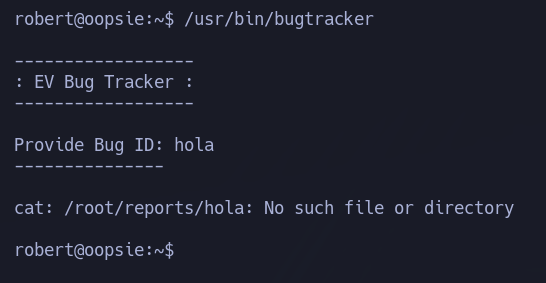 robert@oopsie:~$ /usr/bin/bugtracker
------------------
: EV Bug Tracker :
------------------
Provide Bug ID: hola
---------------
cat: /root/reports/hola: No such file or directory
robert@oopsie:~$